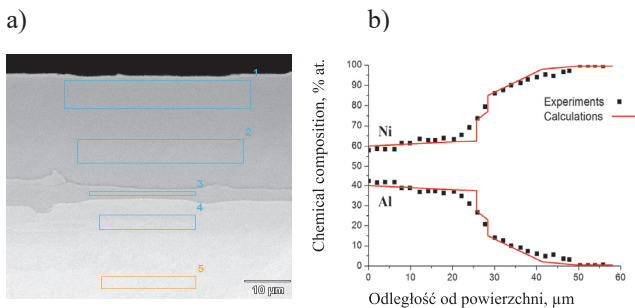 a)
b)
1
2
3
4
5
10 µm
Chemical composition, % at.
100
90
80
70
60
50
40
30
20
10
0
Ni
Al
Experiments
Calculations
0 10 20 30 40 50 60
Odległość od powierzchni, µm